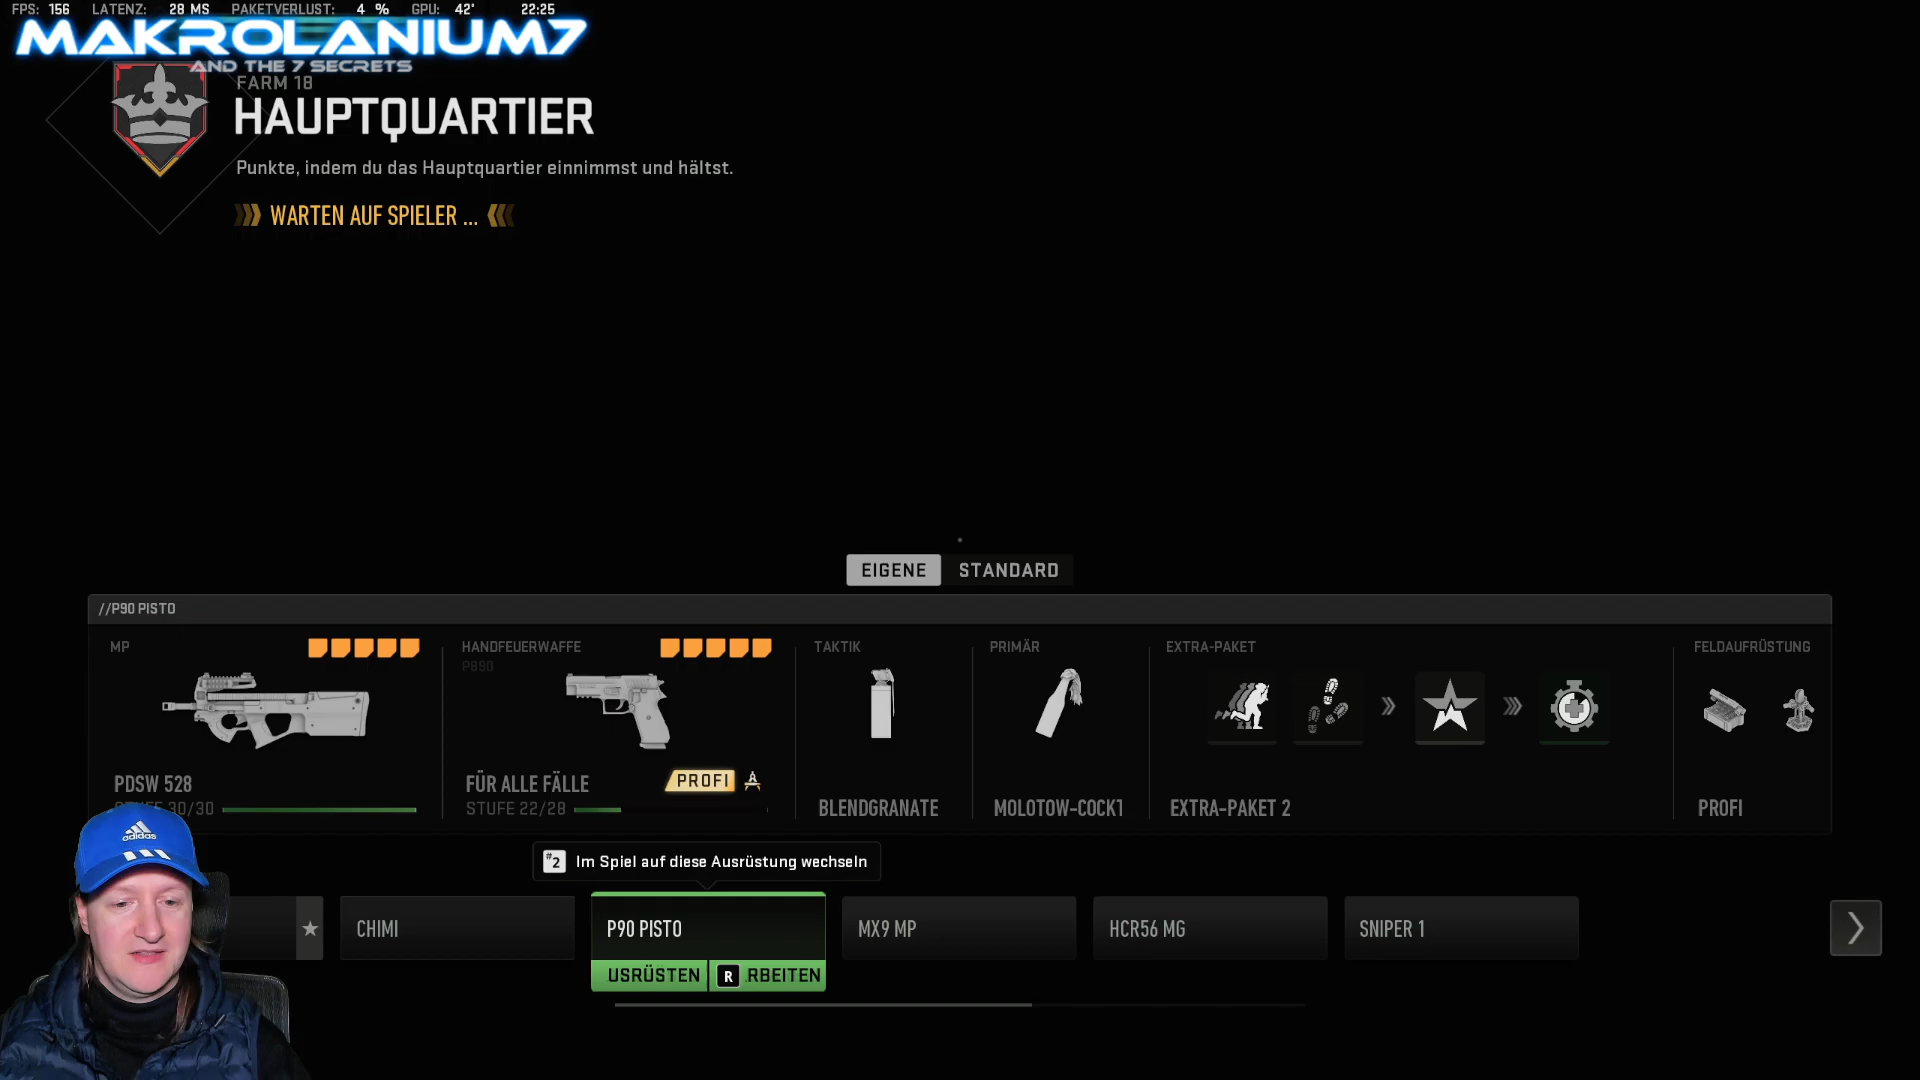 FPS: 156 LATENZ: 28 MS PAKETVERLUST: 4 % GPU: 42° 22:25
MAKROLANIUM7
AND THE 7 SECRETS
FARM 18
HAUPTQUARTIER
Punkte, indem du das Hauptquartier einnimmst und hältst.
WARTEN AUF SPIELER ...
EIGENE STANDARD
//P90 PISTO
MP HANDFEUERWAFFE TAKTIK PRIMÄR EXTRA-PAKET FELDAUFRÜSTUNG
P890
PDSW 528 FÜR ALLE FÄLLE PROFI
30/30 STUFE 22/28 BLENDGRANATE MOLOTOW-COCKT EXTRA-PAKET 2 PROFI
#2 Im Spiel auf diese Ausrüstung wechseln
CHIMI P90 PISTO MX9 MP HCR56 MG SNIPER 1
USRÜSTEN R RBEITEN
adidas